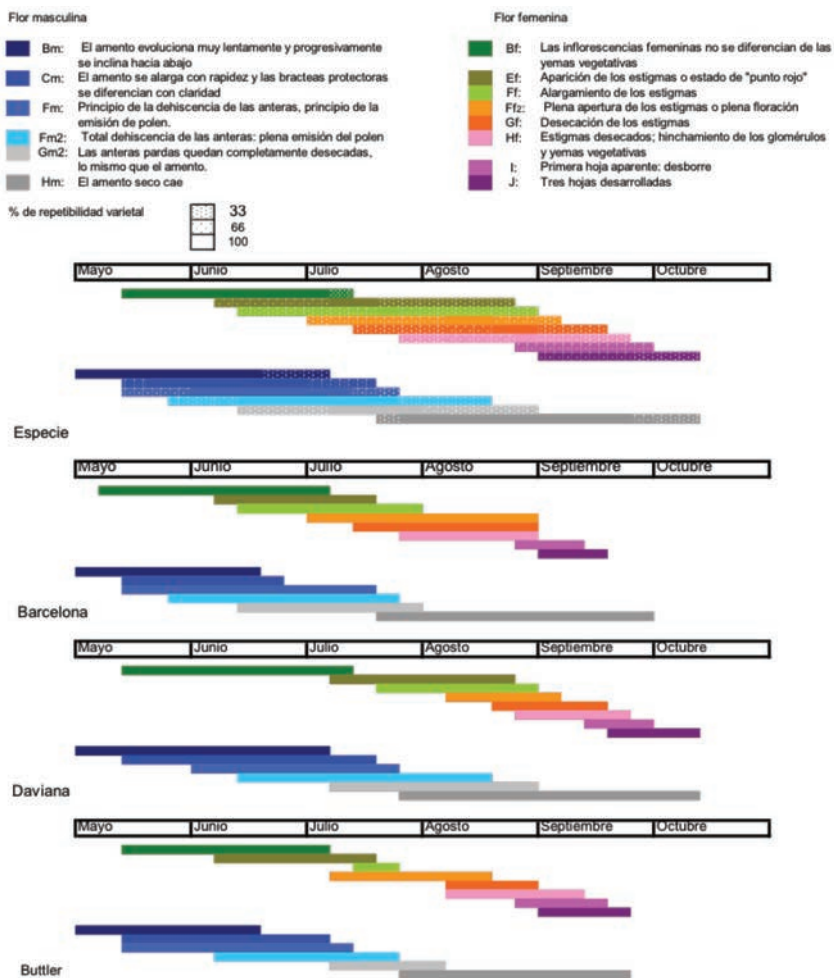 Flor masculina
Bm: El amento evoluciona muy lentamente y progresivamente
se inclina hacia abajo
Cm: El amento se alarga con rapidez y las bracteas protectoras
se diferencian con claridad
Fm: Principio de la dehiscencia de las anteras, principio de la
emisión de polen.
Fm2: Total dehiscencia de las anteras: plena emisión del polen
Gm2: Las anteras pardas quedan completamente desecadas,
lo mismo que el amento.
Hm: El amento seco cae
Flor femenina
Bf: Las inflorescencias femeninas no se diferencian de las
yemas vegetativas
Ef: Aparición de los estigmas o estado de "punto rojo"
Ff: Alargamiento de los estigmas
Ff2: Plena apertura de los estigmas o plena floración
Gf: Desecación de los estigmas
Hf: Estigmas desecados; hinchamiento de los glomérulos
y yemas vegetativas
I: Primera hoja aparente: desborre
J: Tres hojas desarrolladas
% de repetibilidad varietal
33
66
100
Mayo Junio Julio Agosto Septiembre Octubre
Especie
Mayo Junio Julio Agosto Septiembre Octubre
Barcelona
Mayo Junio Julio Agosto Septiembre Octubre
Daviana
Mayo Junio Julio Agosto Septiembre Octubre
Buttler